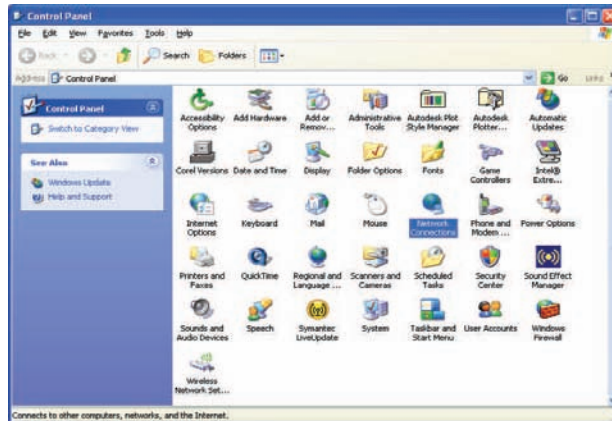 Control Panel
File Edit View Favorites Tools Help
Back Search Folders
Address Control Panel Go Links
Control Panel
Switch to Category View
See Also
Windows Update
Help and Support
Accessibility Options
Add Hardware
Add or Remov...
Administrative Tools
Autodesk Plot Style Manager
Autodesk Plotter...
Automatic Updates
Corel Versions
Date and Time
Display
Folder Options
Fonts
Game Controllers
Intel® Extre...
Internet Options
Keyboard
Mail
Mouse
Network Connections
Phone and Modem ...
Power Options
Printers and Faxes
QuickTime
Regional and Language ...
Scanners and Cameras
Scheduled Tasks
Security Center
Sound Effect Manager
Sounds and Audio Devices
Speech
Symantec LiveUpdate
System
Taskbar and Start Menu
User Accounts
Windows Firewall
Wireless Network Set...
Connects to other computers, networks, and the Internet.